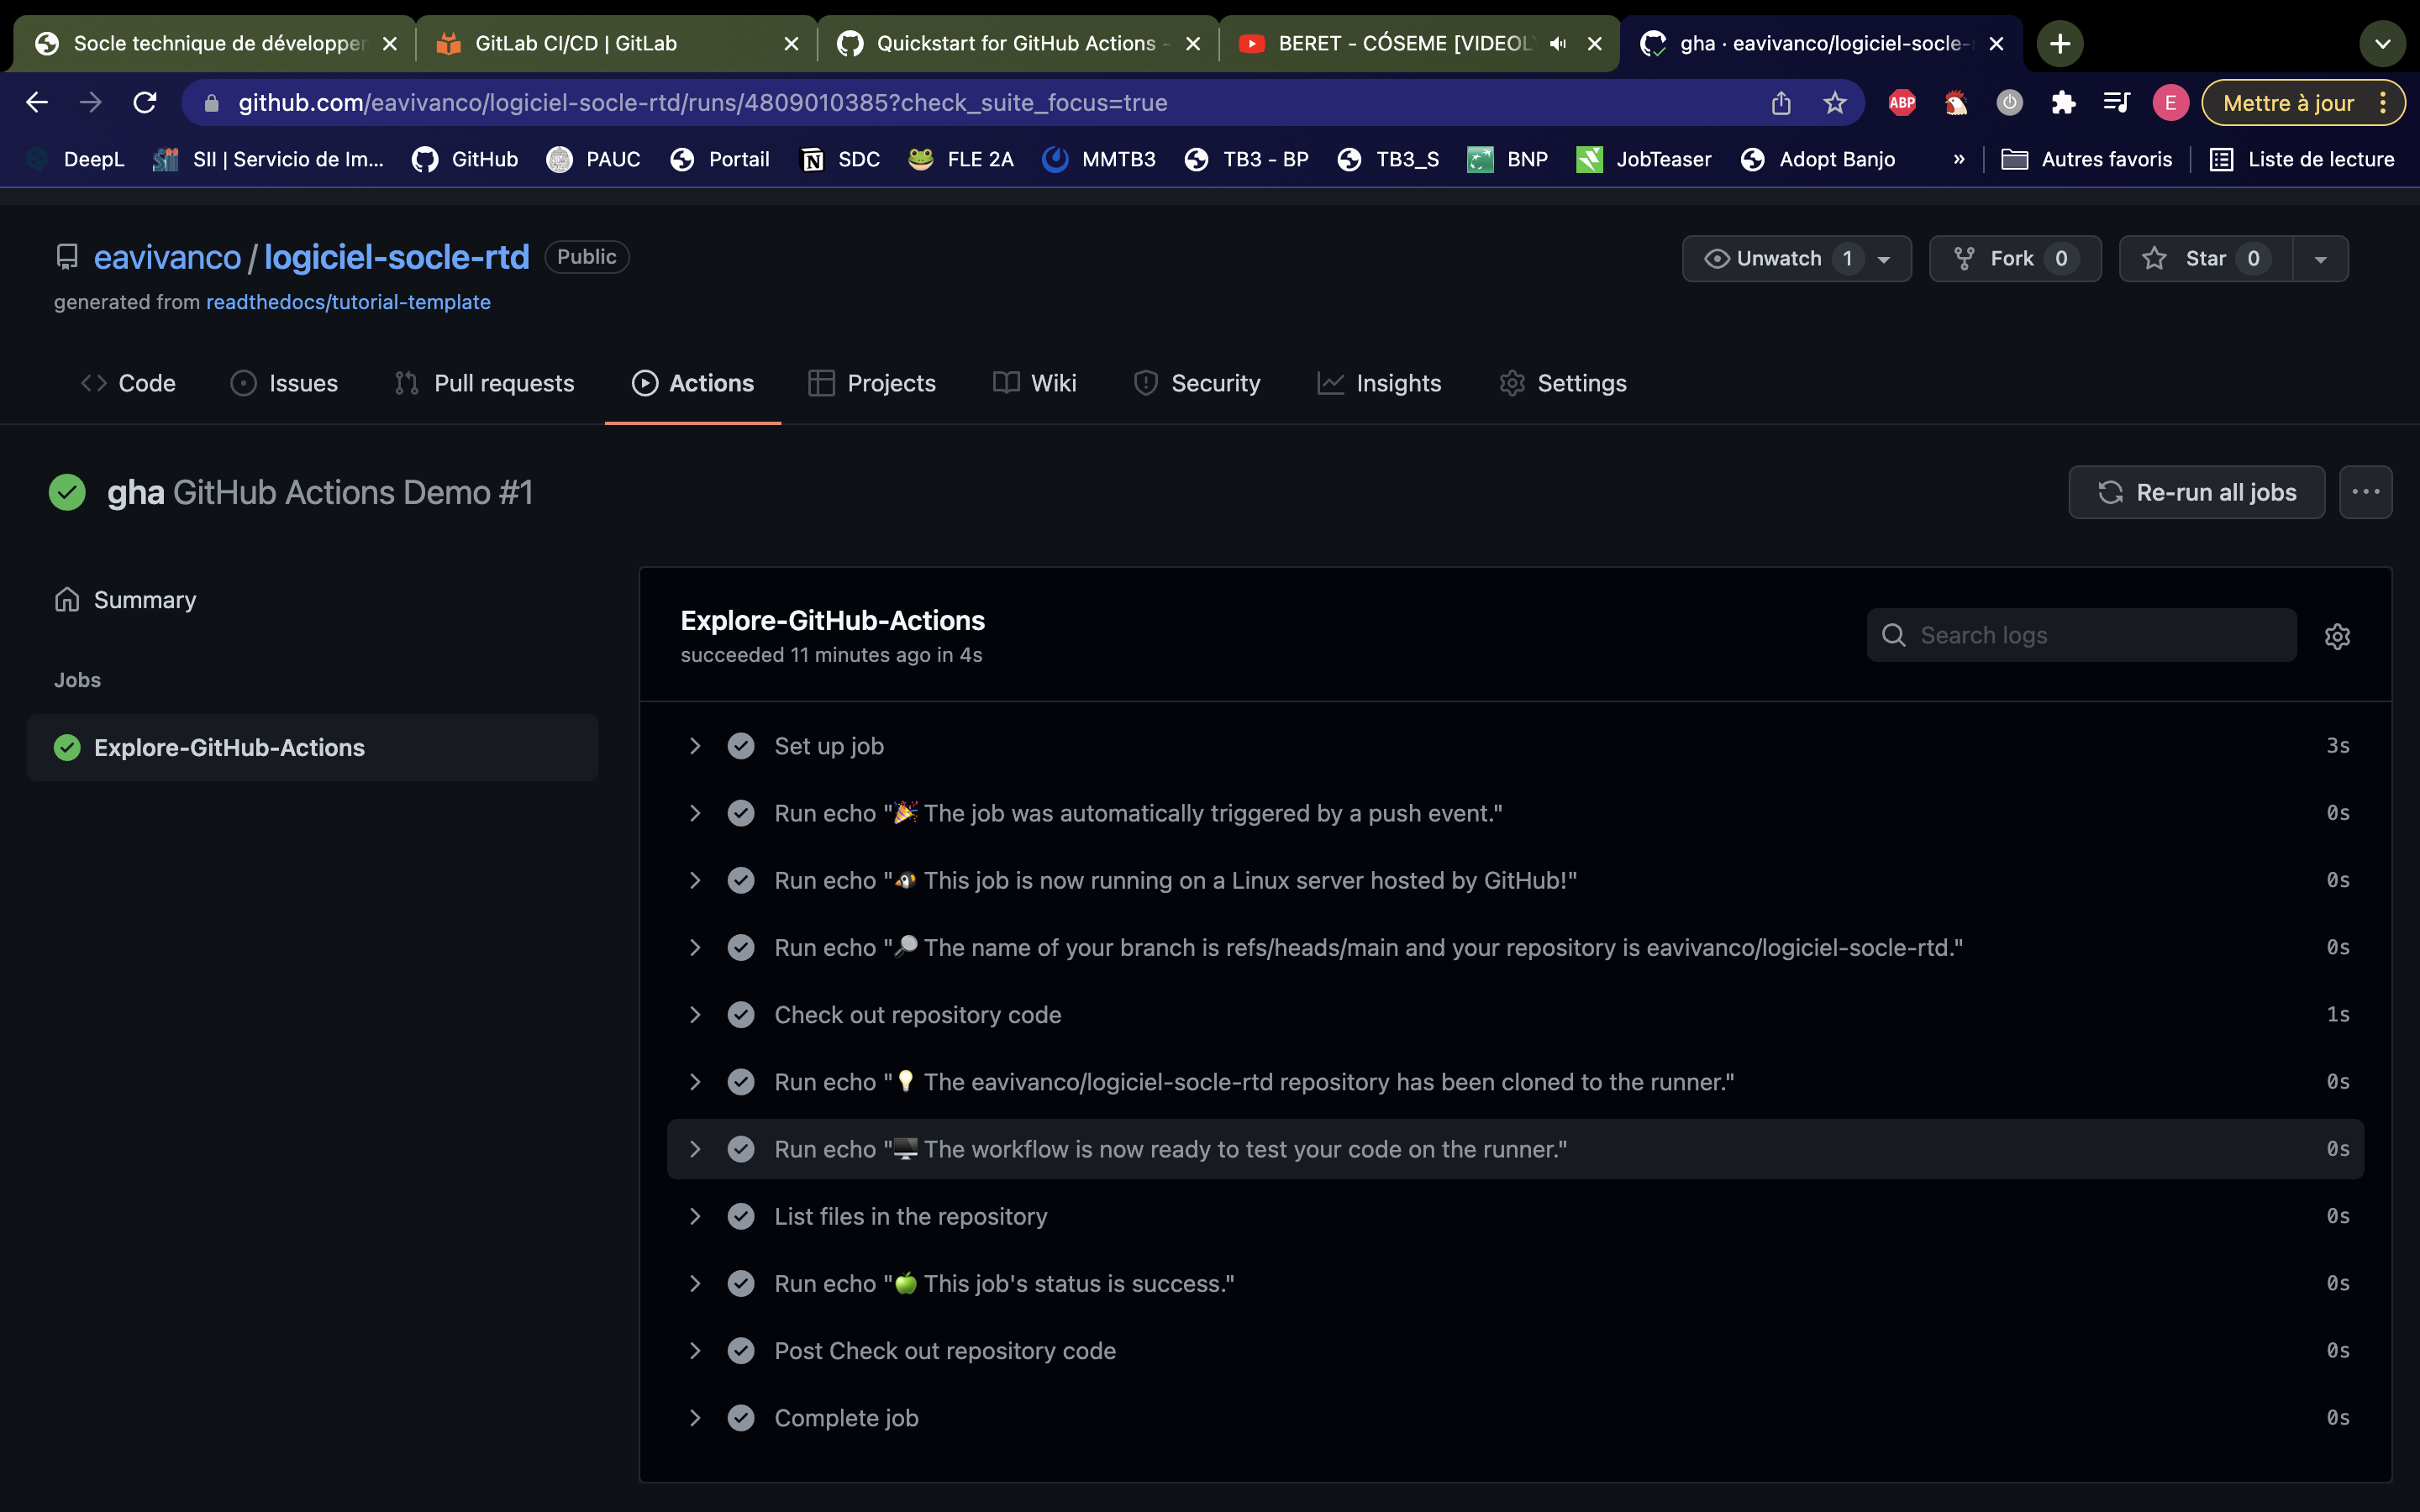 Socle technique de développer
GitLab CI/CD | GitLab
Quickstart for GitHub Actions -
BERET - CÓSEME [VIDEOLY
gha · eavivanco/logiciel-socle-
github.com/eavivanco/logiciel-socle-rtd/runs/4809010385?check_suite_focus=true
ABP
E
Mettre à jour
DeepL
SII | Servicio de Im...
GitHub
PAUC
Portail
SDC
FLE 2A
MMTB3
TB3 - BP
TB3_S
BNP
JobTeaser
Adopt Banjo
»
Autres favoris
Liste de lecture
eavivanco / logiciel-socle-rtd Public
generated from readthedocs/tutorial-template
Unwatch 1
Fork 0
Star 0
Code
Issues
Pull requests
Actions
Projects
Wiki
Security
Insights
Settings
gha GitHub Actions Demo #1
Re-run all jobs
Summary
Jobs
Explore-GitHub-Actions
Explore-GitHub-Actions
succeeded 11 minutes ago in 4s
Search logs
Set up job 3s
Run echo "🎉 The job was automatically triggered by a push event." 0s
Run echo "🐧 This job is now running on a Linux server hosted by GitHub!" 0s
Run echo "🔎 The name of your branch is refs/heads/main and your repository is eavivanco/logiciel-socle-rtd." 0s
Check out repository code 1s
Run echo "💡 The eavivanco/logiciel-socle-rtd repository has been cloned to the runner." 0s
Run echo "🖥️ The workflow is now ready to test your code on the runner." 0s
List files in the repository 0s
Run echo "🍏 This job's status is success." 0s
Post Check out repository code 0s
Complete job 0s